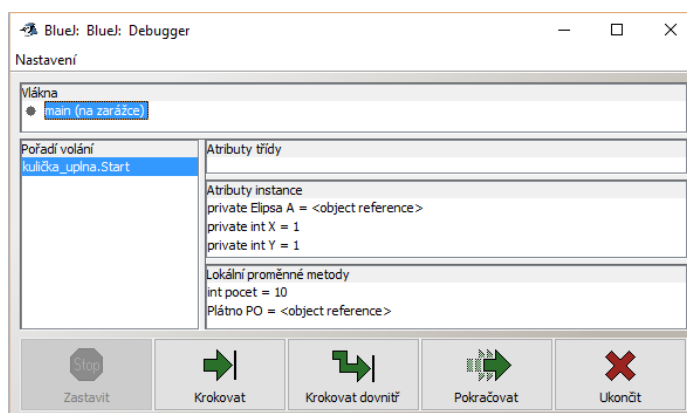 BlueJ: BlueJ: Debugger
Nastavení
Vlákna
main (na zarážce)
Pořadí volání
kulička_uplna.Start
Atributy třídy
Atributy instance
private Elipsa A = <object reference>
private int X = 1
private int Y = 1
Lokální proměnné metody
int pocet = 10
Plátno PO = <object reference>
Stop
Zastavit
Krokovat
Krokovat dovnitř
Pokračovat
Ukončit